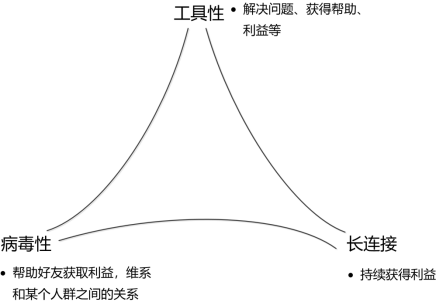 工具性
• 解决问题、获得帮助、
利益等
病毒性
长连接
• 帮助好友获取利益，维系
和某个人群之间的关系
• 持续获得利益